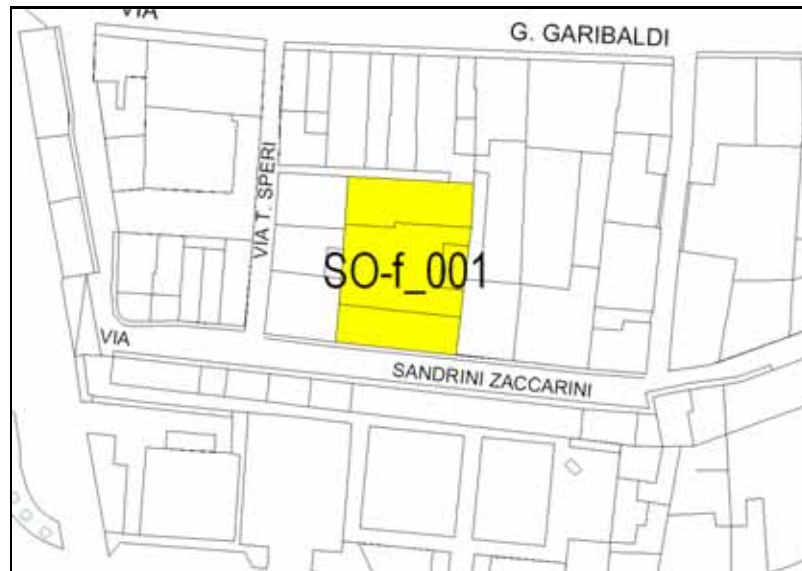 VIA
G. GARIBALDI
VIA T. SPERI
SO-f_001
VIA
SANDRINI ZACCARINI